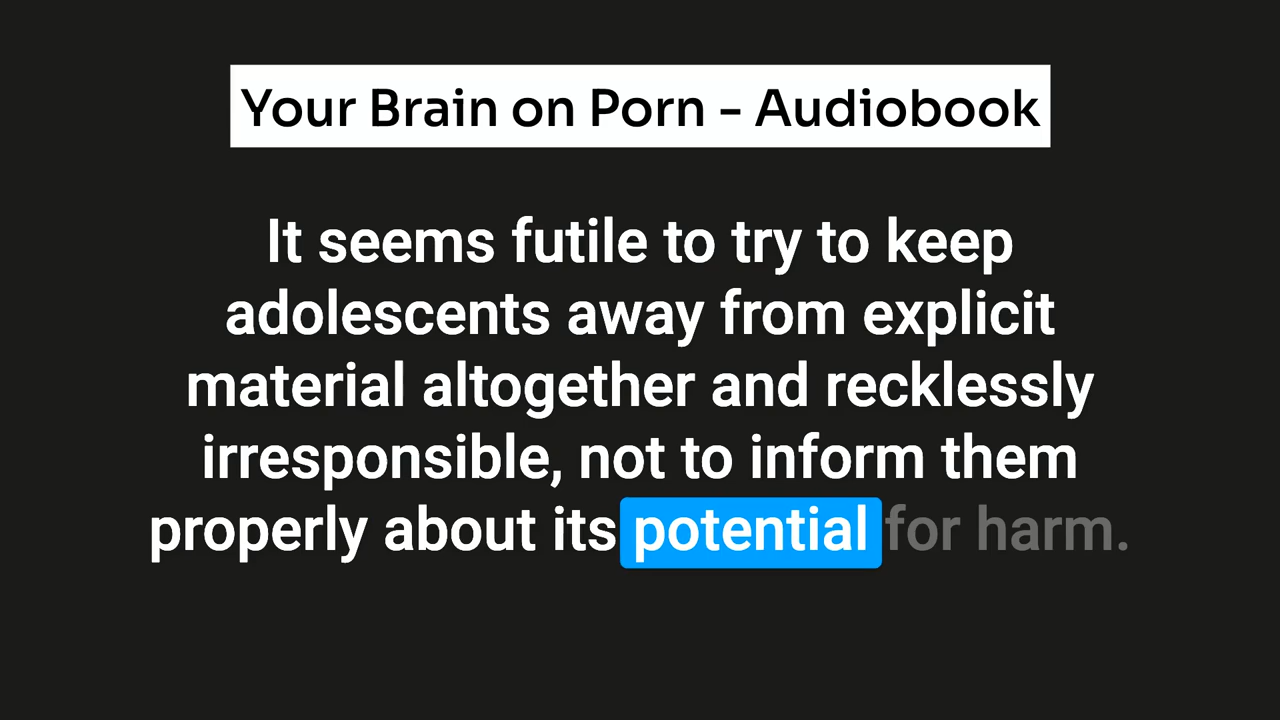 Your Brain on Porn - Audiobook
It seems futile to try to keep
adolescents away from explicit
material altogether and recklessly
irresponsible, not to inform them
properly about its potential for harm.